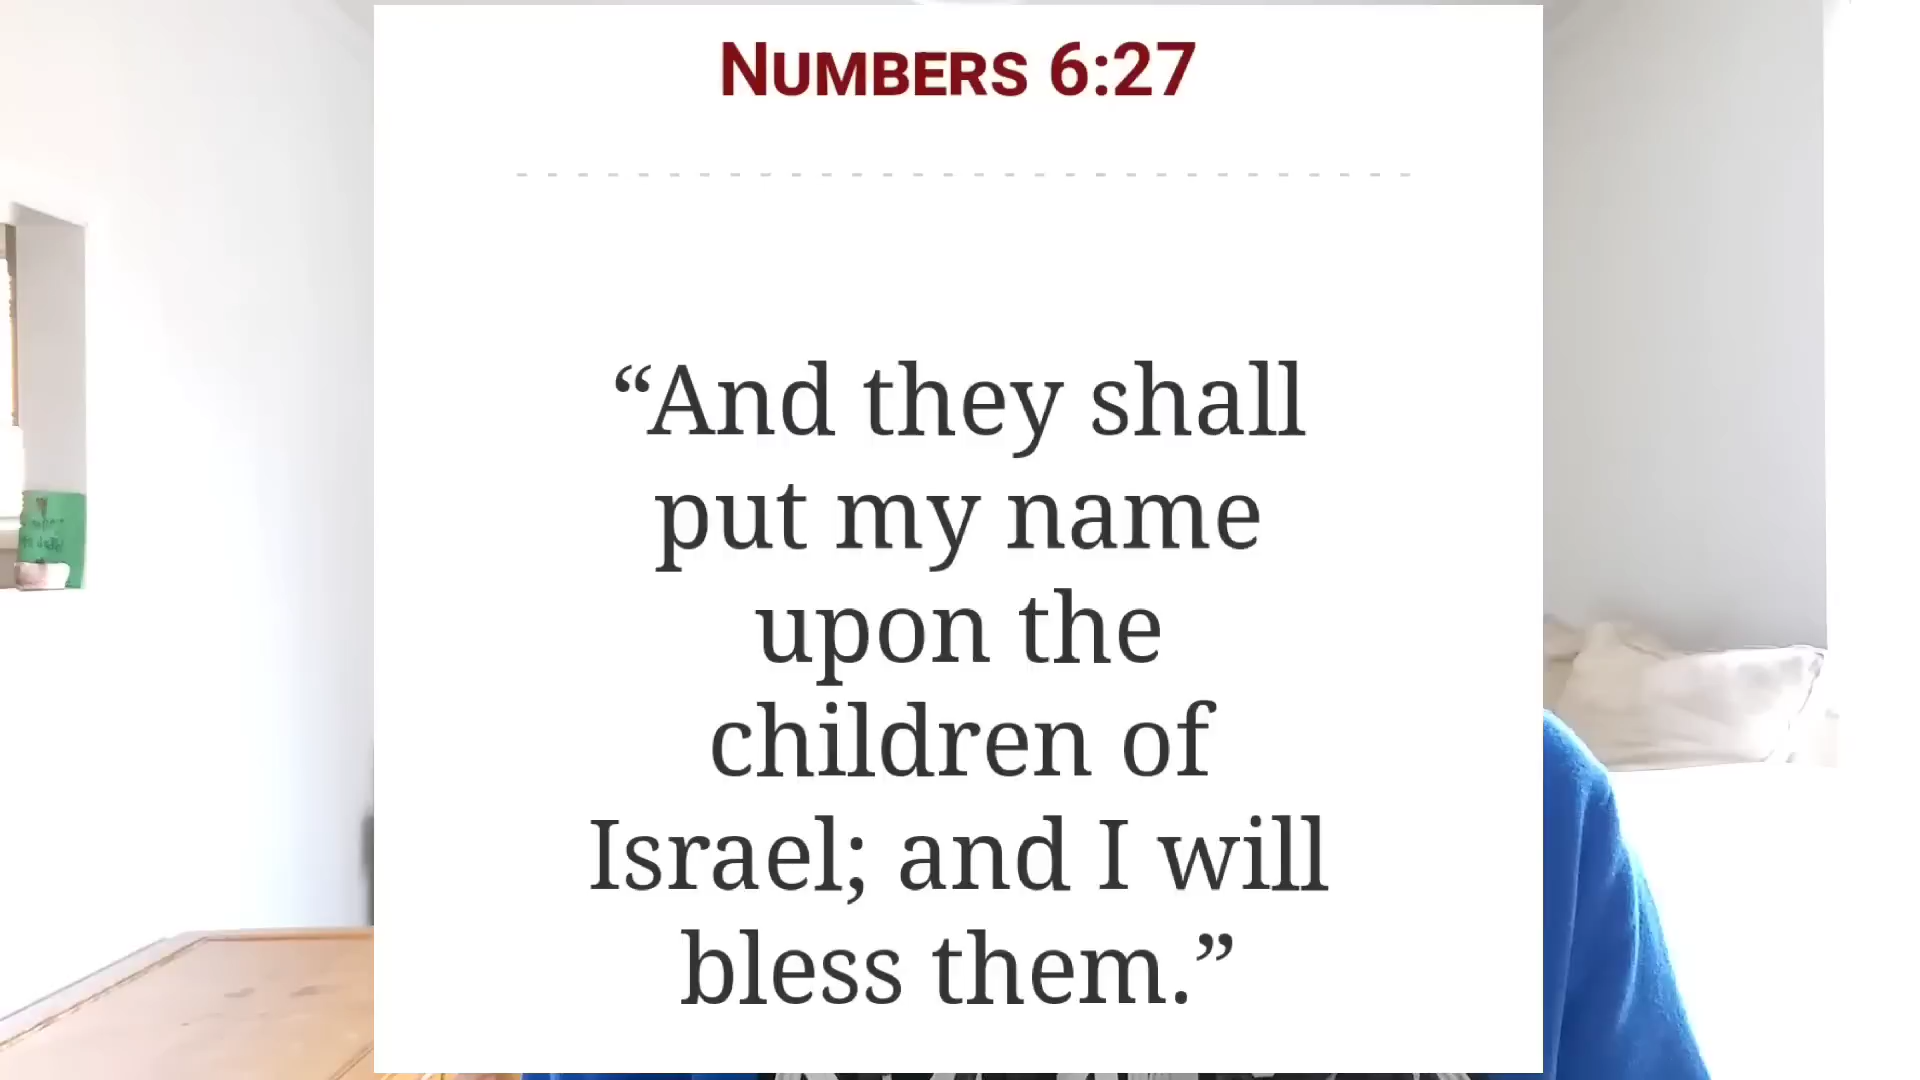 NUMBERS 6:27
“And they shall
put my name
upon the
children of
Israel; and I will
bless them.”